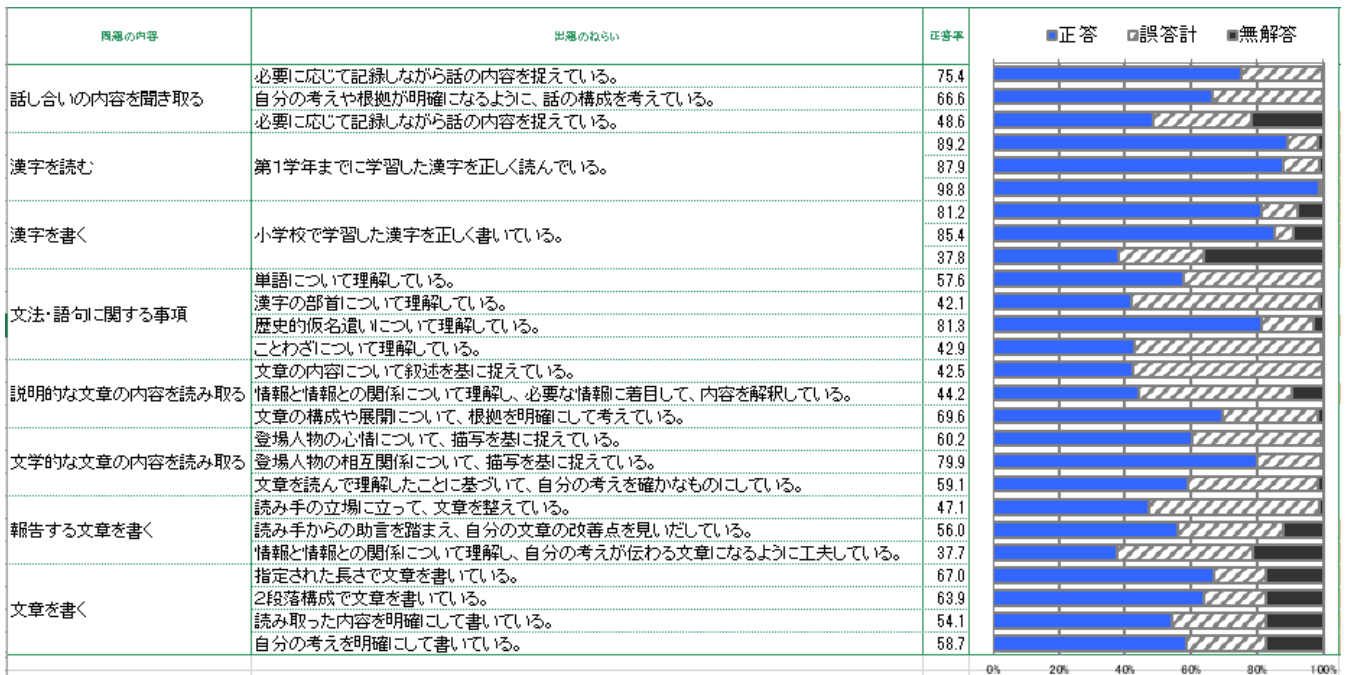 問題の内容 出題のねらい 正答率 正答 誤答計 無解答
話し合いの内容を聞き取る
必要に応じて記録しながら話の内容を捉えている。 75.4
自分の考えや根拠が明確になるように、話の構成を考えている。 66.6
必要に応じて記録しながら話の内容を捉えている。 48.6
漢字を読む
第1学年までに学習した漢字を正しく読んでいる。
89.2
87.9
98.8
漢字を書く
小学校で学習した漢字を正しく書いている。
81.2
85.4
37.8
文法・語句に関する事項
単語について理解している。 57.6
漢字の部首について理解している。 42.1
歴史的仮名遣いについて理解している。 81.3
ことわざについて理解している。 42.9
説明的な文章の内容を読み取る
文章の内容について叙述を基に捉えている。 42.5
情報と情報との関係について理解し、必要な情報に着目して、内容を解釈している。 44.2
文章の構成や展開について、根拠を明確にして考えている。 69.6
文学的な文章の内容を読み取る
登場人物の心情について、描写を基に捉えている。 60.2
登場人物の相互関係について、描写を基に捉えている。 79.9
文章を読んで理解したことに基づいて、自分の考えを確かなものにしている。 59.1
報告する文章を書く
読み手の立場に立って、文章を整えている。 47.1
読み手からの助言を踏まえ、自分の文章の改善点を見いだしている。 56.0
情報と情報との関係について理解し、自分の考えが伝わる文章になるように工夫している。 37.7
文章を書く
指定された長さで文章を書いている。 67.0
2段落構成で文章を書いている。 63.9
読み取った内容を明確にして書いている。 54.1
自分の考えを明確にして書いている。 58.7
0% 20% 40% 60% 80% 100%